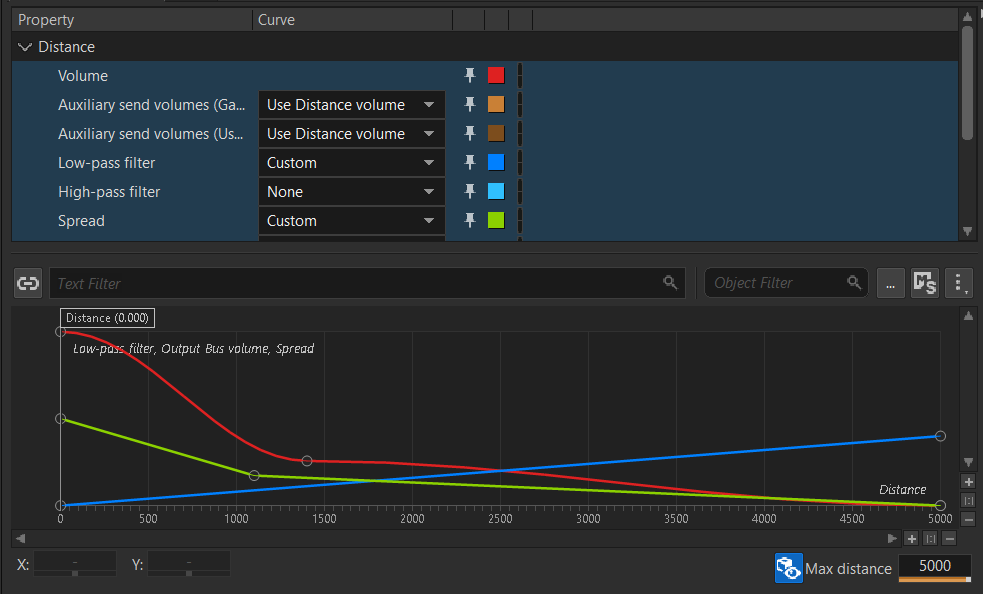 Property Curve
Distance
Volume
Auxiliary send volumes (Ga... Use Distance volume
Auxiliary send volumes (Us... Use Distance volume
Low-pass filter Custom
High-pass filter None
Spread Custom
Text Filter Object Filter ... MS
Distance (0.000)
Low-pass filter, Output Bus volume, Spread
Distance
0 500 1000 1500 2000 2500 3000 3500 4000 4500 5000
X: - Y: - Max distance 5000